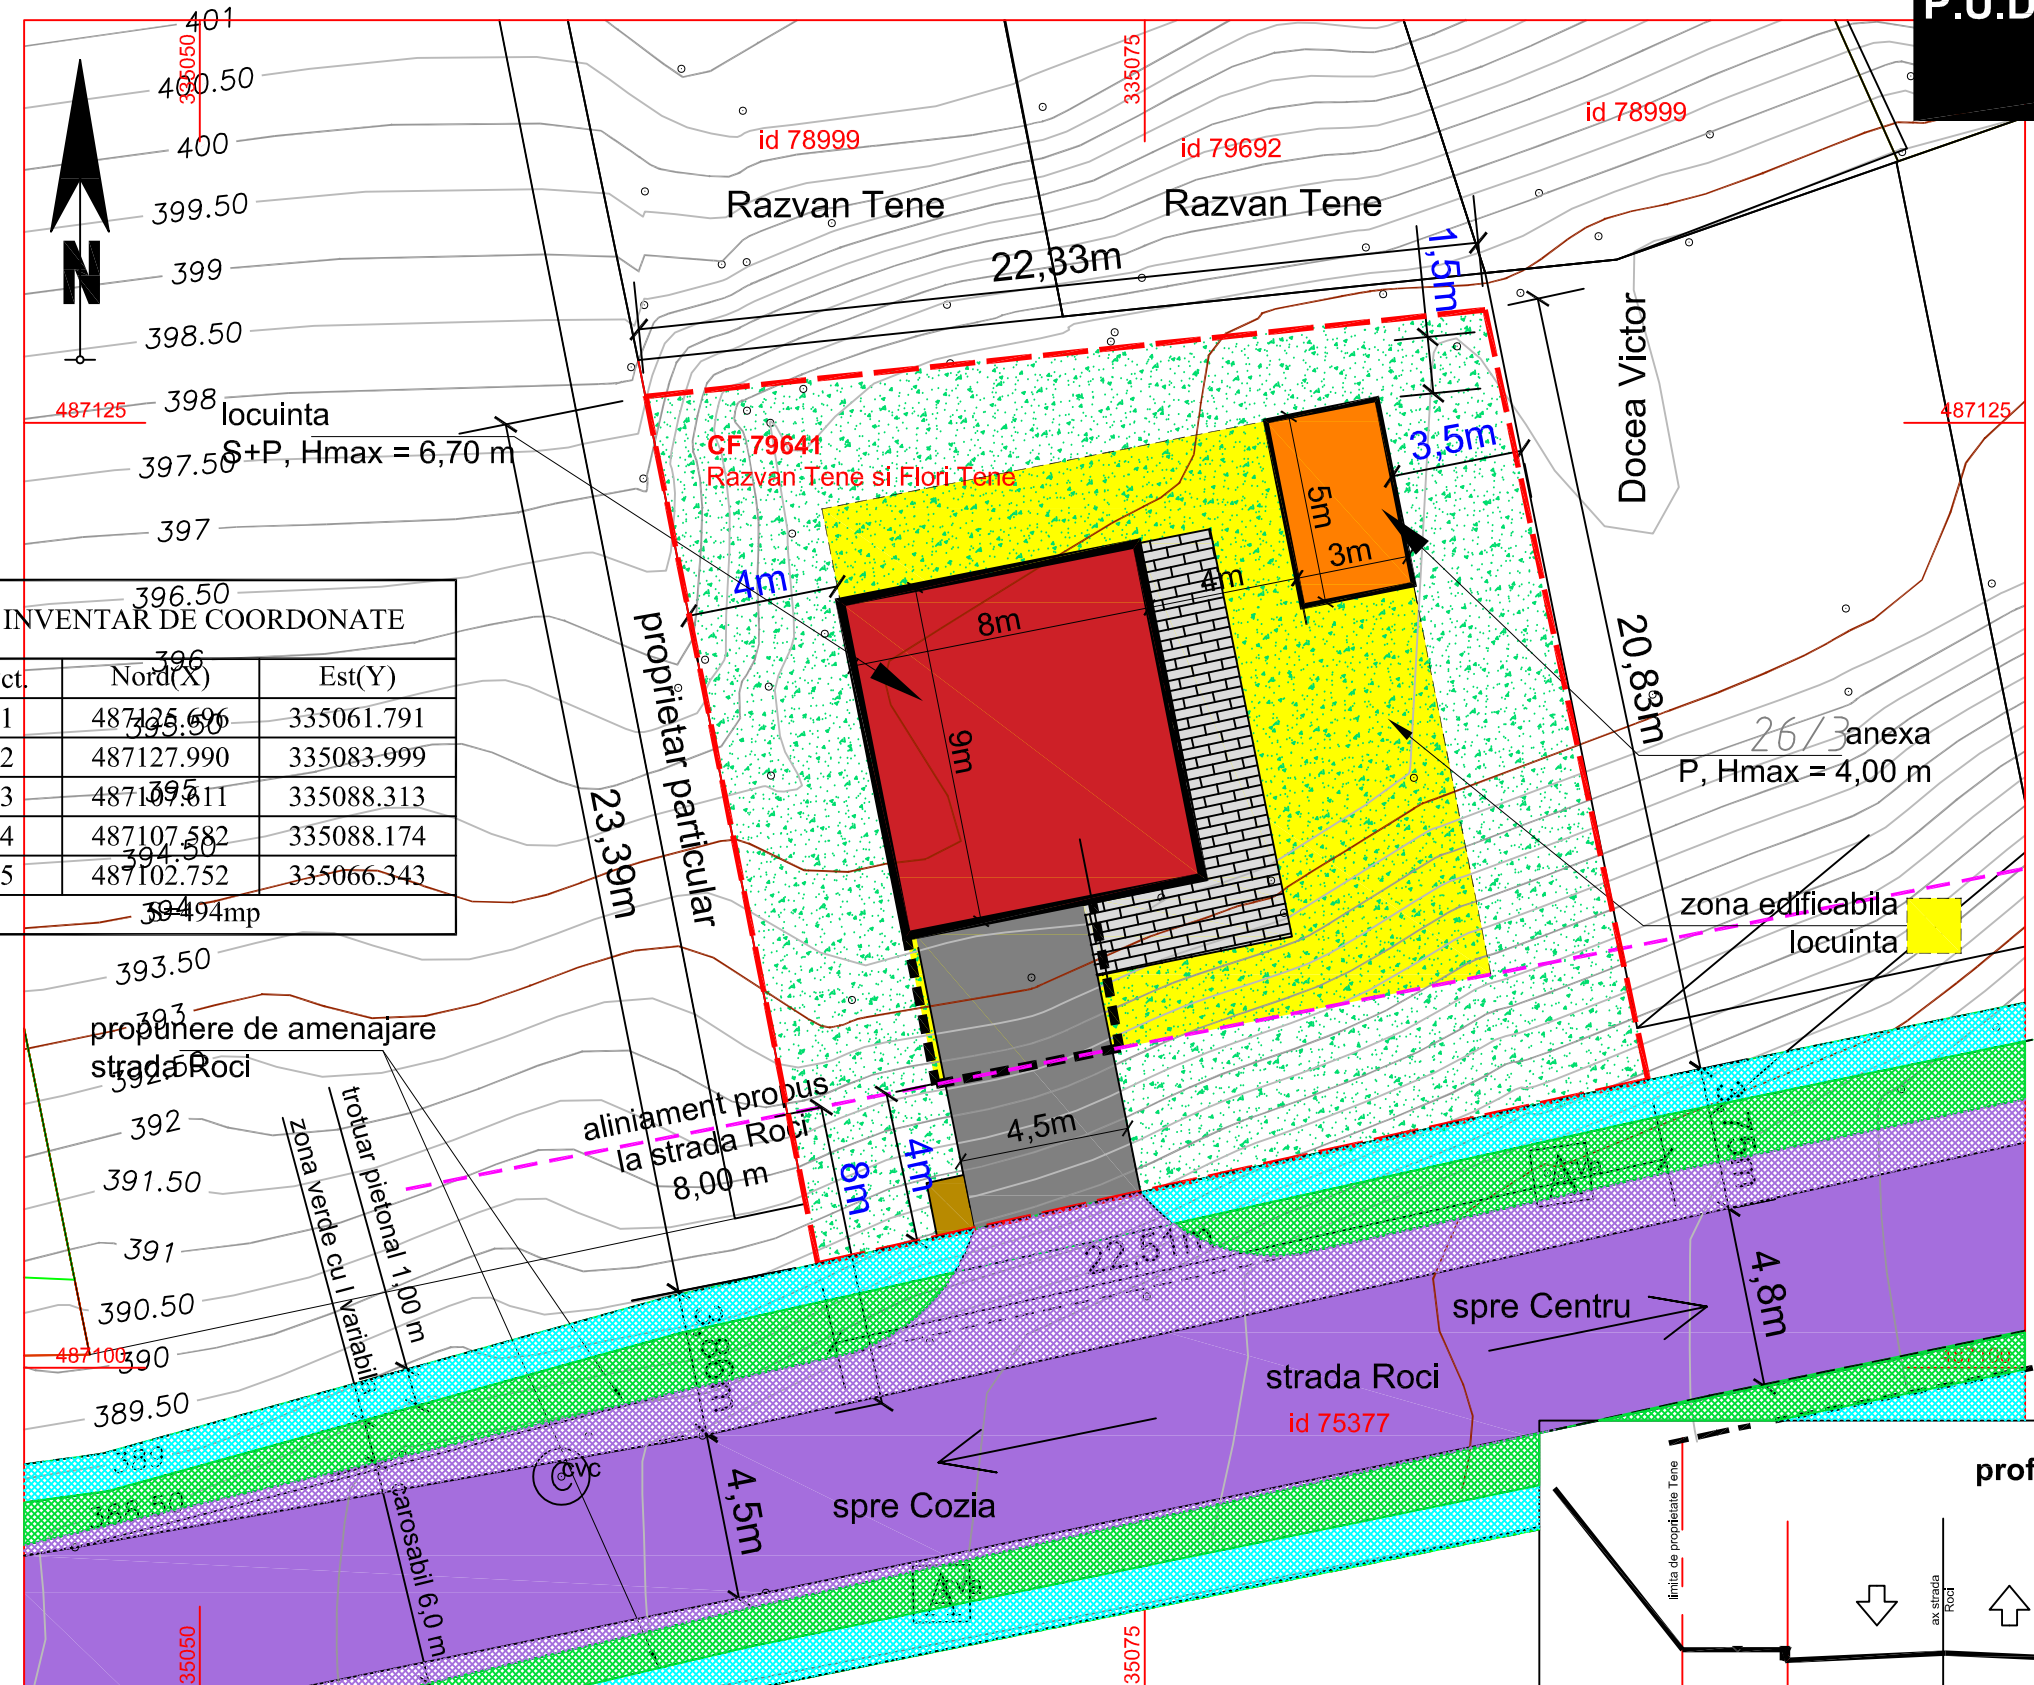 P.U.D
401
400.50
400
399.50
399
398.50
398
397.50
397
396.50
396
395.50
395
394.50
394
393.50
393
392.50
392
391.50
391
390.50
390
389.50
389
388.50
335050
335075
487125
487125
487100
487100
35050
35075
N
id 78999
id 79692
id 78999
Razvan Tene
Razvan Tene
22,33m
1,5m
Docea Victor
locuinta
S+P, Hmax = 6,70 m
CF 79641
Razvan Tene si Flori Tene
3,5m
5m
3m
4m
4m
8m
9m
20,83m
26/3
anexa
P, Hmax = 4,00 m
INVENTAR DE COORDONATE
ct. Nord(X) Est(Y)
1 487125.696 335061.791
2 487127.990 335083.999
3 487107.611 335088.313
4 487107.582 335088.174
5 487102.752 335066.343
S=494mp
proprietar particular
23,39m
zona edificabila
locuinta
propunere de amenajare
strada Roci
aliniament propus
la strada Roci
8,00 m
8m
4m
4,5m
trotuar pietonal 1,00 m
zona verde cu l variabil
carosabil 6,0 m
22,51m
3,86m
4,8m
4,5m
spre Centru
strada Roci
id 75377
spre Cozia
cvc
prof
limita de proprietate Tene
ax strada
Roci